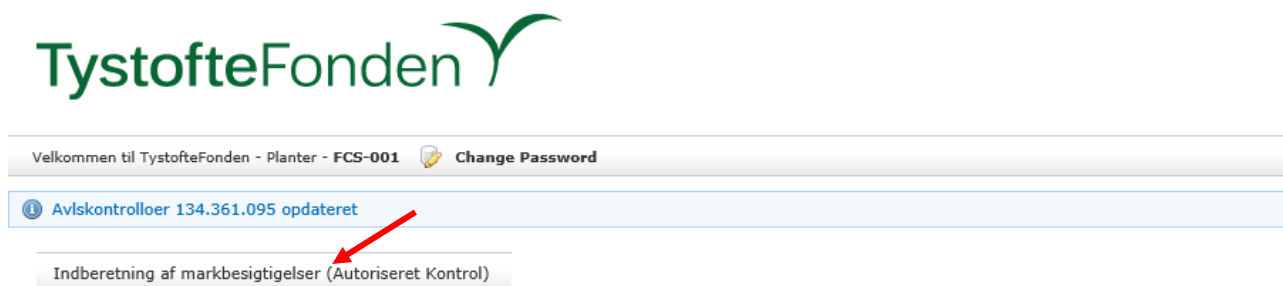 TystofteFonden
Velkommen til TystofteFonden - Planter - FCS-001 Change Password
Avlskontrolloer 134.361.095 opdateret
Indberetning af markbesigtigelser (Autoriseret Kontrol)